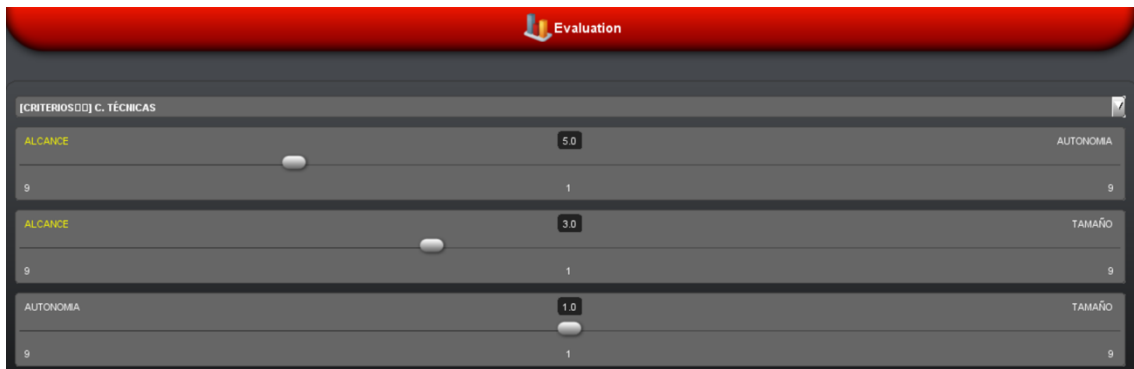 Evaluation
[CRITERIOS□□] C. TÉCNICAS
ALCANCE 5.0 AUTONOMIA
9 1 9
ALCANCE 3.0 TAMAÑO
9 1 9
AUTONOMIA 1.0 TAMAÑO
9 1 9